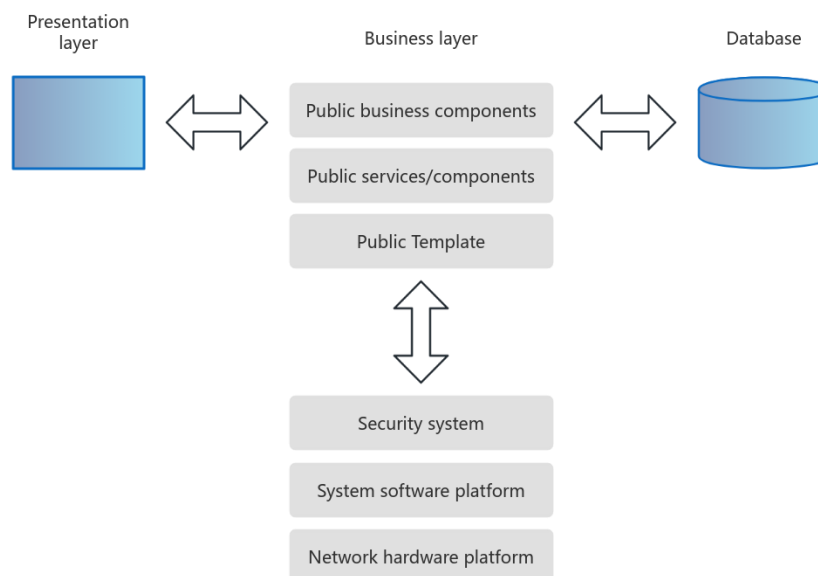 Presentation
layer
Business layer
Database
Public business components
Public services/components
Public Template
Security system
System software platform
Network hardware platform